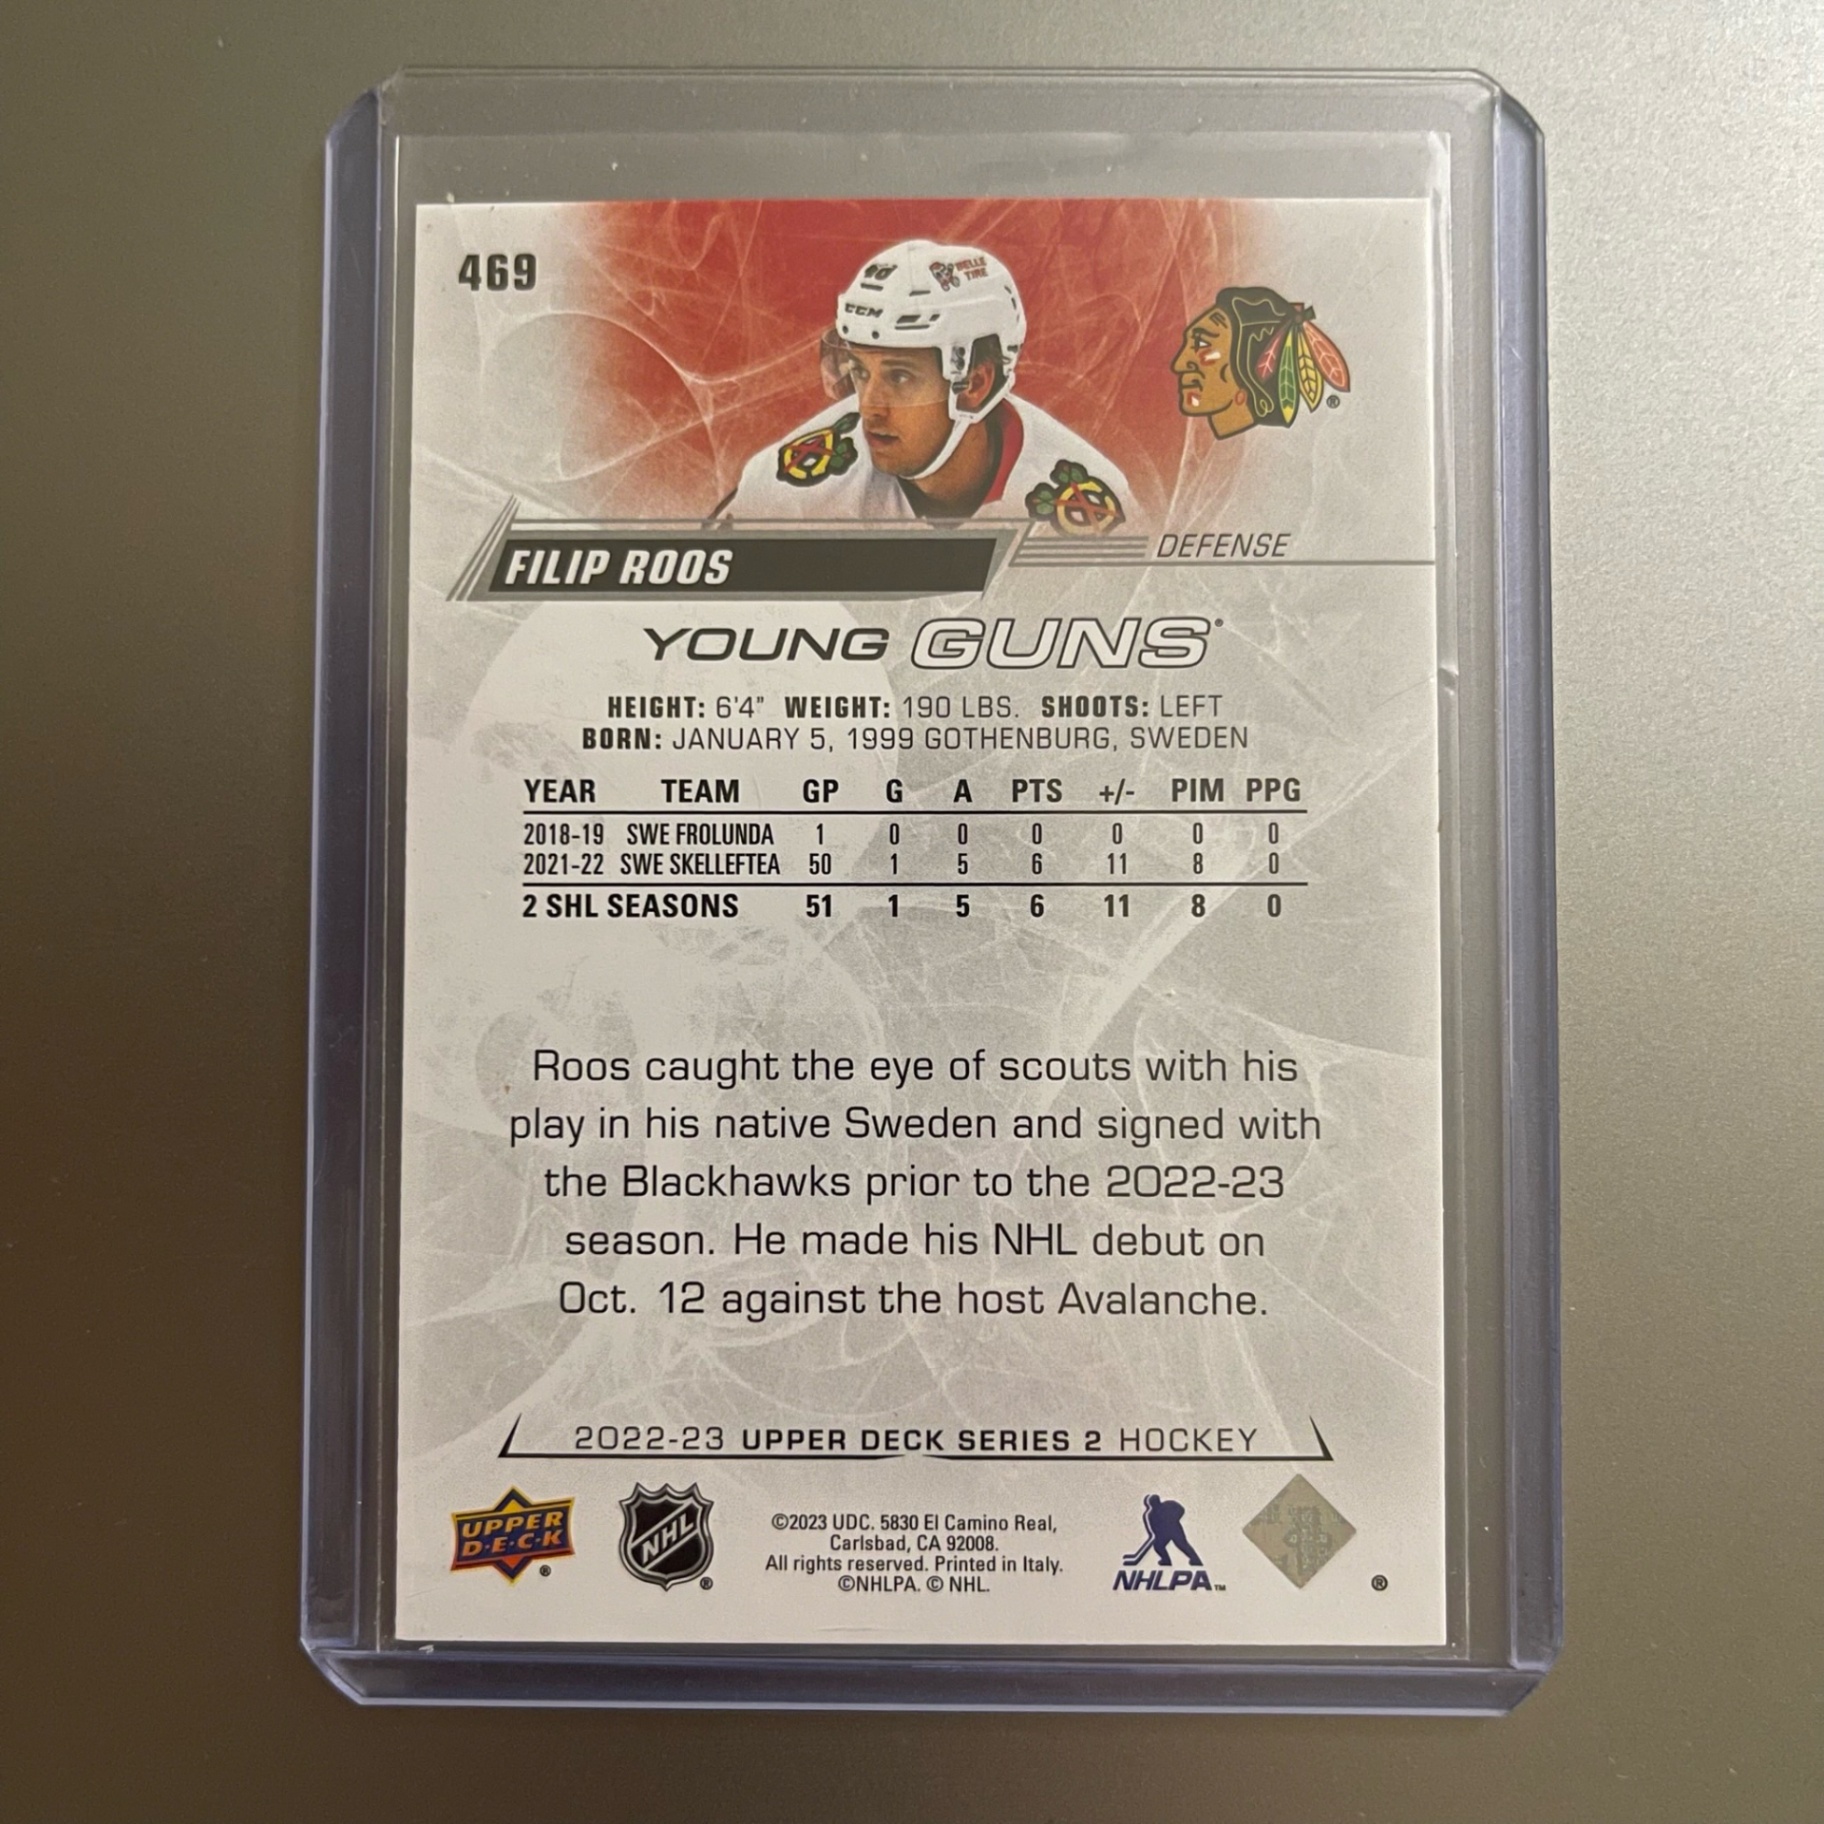 469
CCM
BELLE
TIRE
®
FILIP ROOS
DEFENSE
YOUNG GUNS®
HEIGHT: 6'4" WEIGHT: 190 LBS. SHOOTS: LEFT
BORN: JANUARY 5, 1999 GOTHENBURG, SWEDEN
YEAR TEAM GP G A PTS +/- PIM PPG
2018-19 SWE FROLUNDA 1 0 0 0 0 0 0
2021-22 SWE SKELLEFTEA 50 1 5 6 11 8 0
2 SHL SEASONS 51 1 5 6 11 8 0
Roos caught the eye of scouts with his
play in his native Sweden and signed with
the Blackhawks prior to the 2022-23
season. He made his NHL debut on
Oct. 12 against the host Avalanche.
2022-23 UPPER DECK SERIES 2 HOCKEY
UPPER
D·E·C·K
®
NHL
®
©2023 UDC. 5830 El Camino Real,
Carlsbad, CA 92008.
All rights reserved. Printed in Italy.
©NHLPA. © NHL.
NHLPA™
®